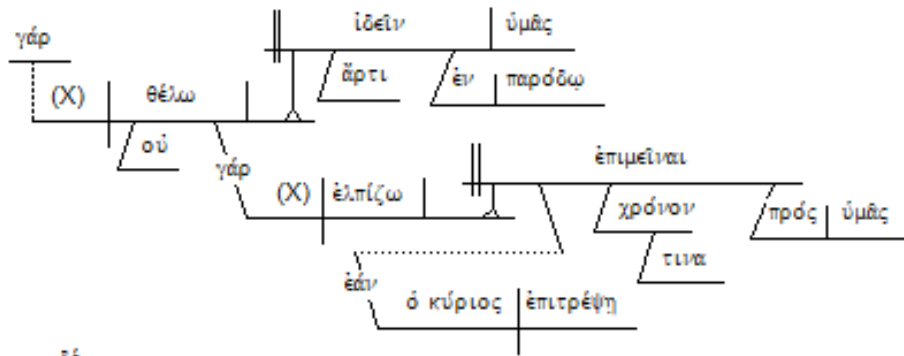 γάρ ἰδεῖν ὑμᾶς
(X) θέλω ἄρτι ἐν παρόδῳ
οὐ γάρ (X) ἐλπίζω ἐπιμεῖναι
χρόνον πρός ὑμᾶς
τινα
ἐάν ὁ κύριος ἐπιτρέψῃ